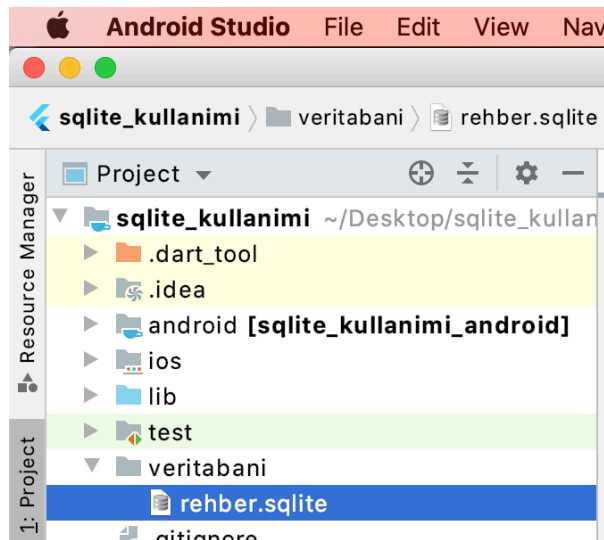 Android Studio File Edit View Nav
sqlite_kullanimi veritabani rehber.sqlite
Project
Resource Manager
1: Project
sqlite_kullanimi ~/Desktop/sqlite_kullan
.dart_tool
.idea
android [sqlite_kullanimi_android]
ios
lib
test
veritabani
rehber.sqlite
.gitignore